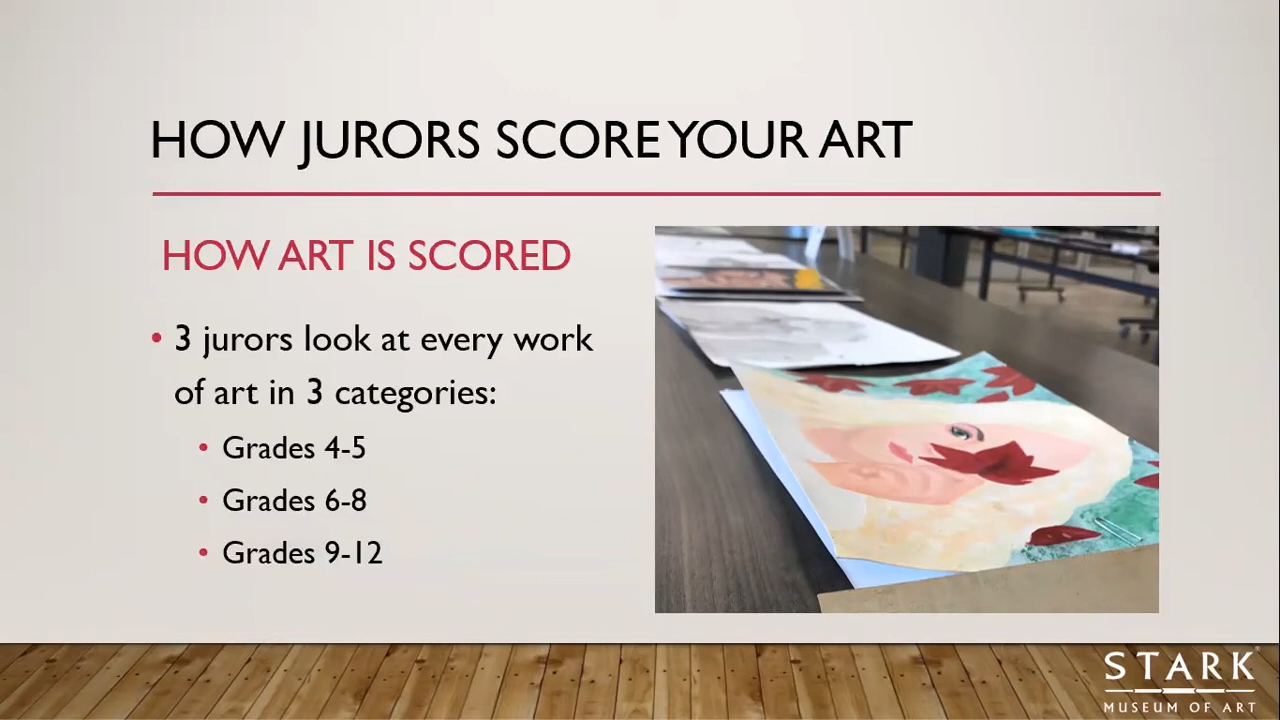 HOW JURORS SCORE YOUR ART
HOW ART IS SCORED
• 3 jurors look at every work
of art in 3 categories:
• Grades 4-5
• Grades 6-8
• Grades 9-12
STARK
MUSEUM OF ART